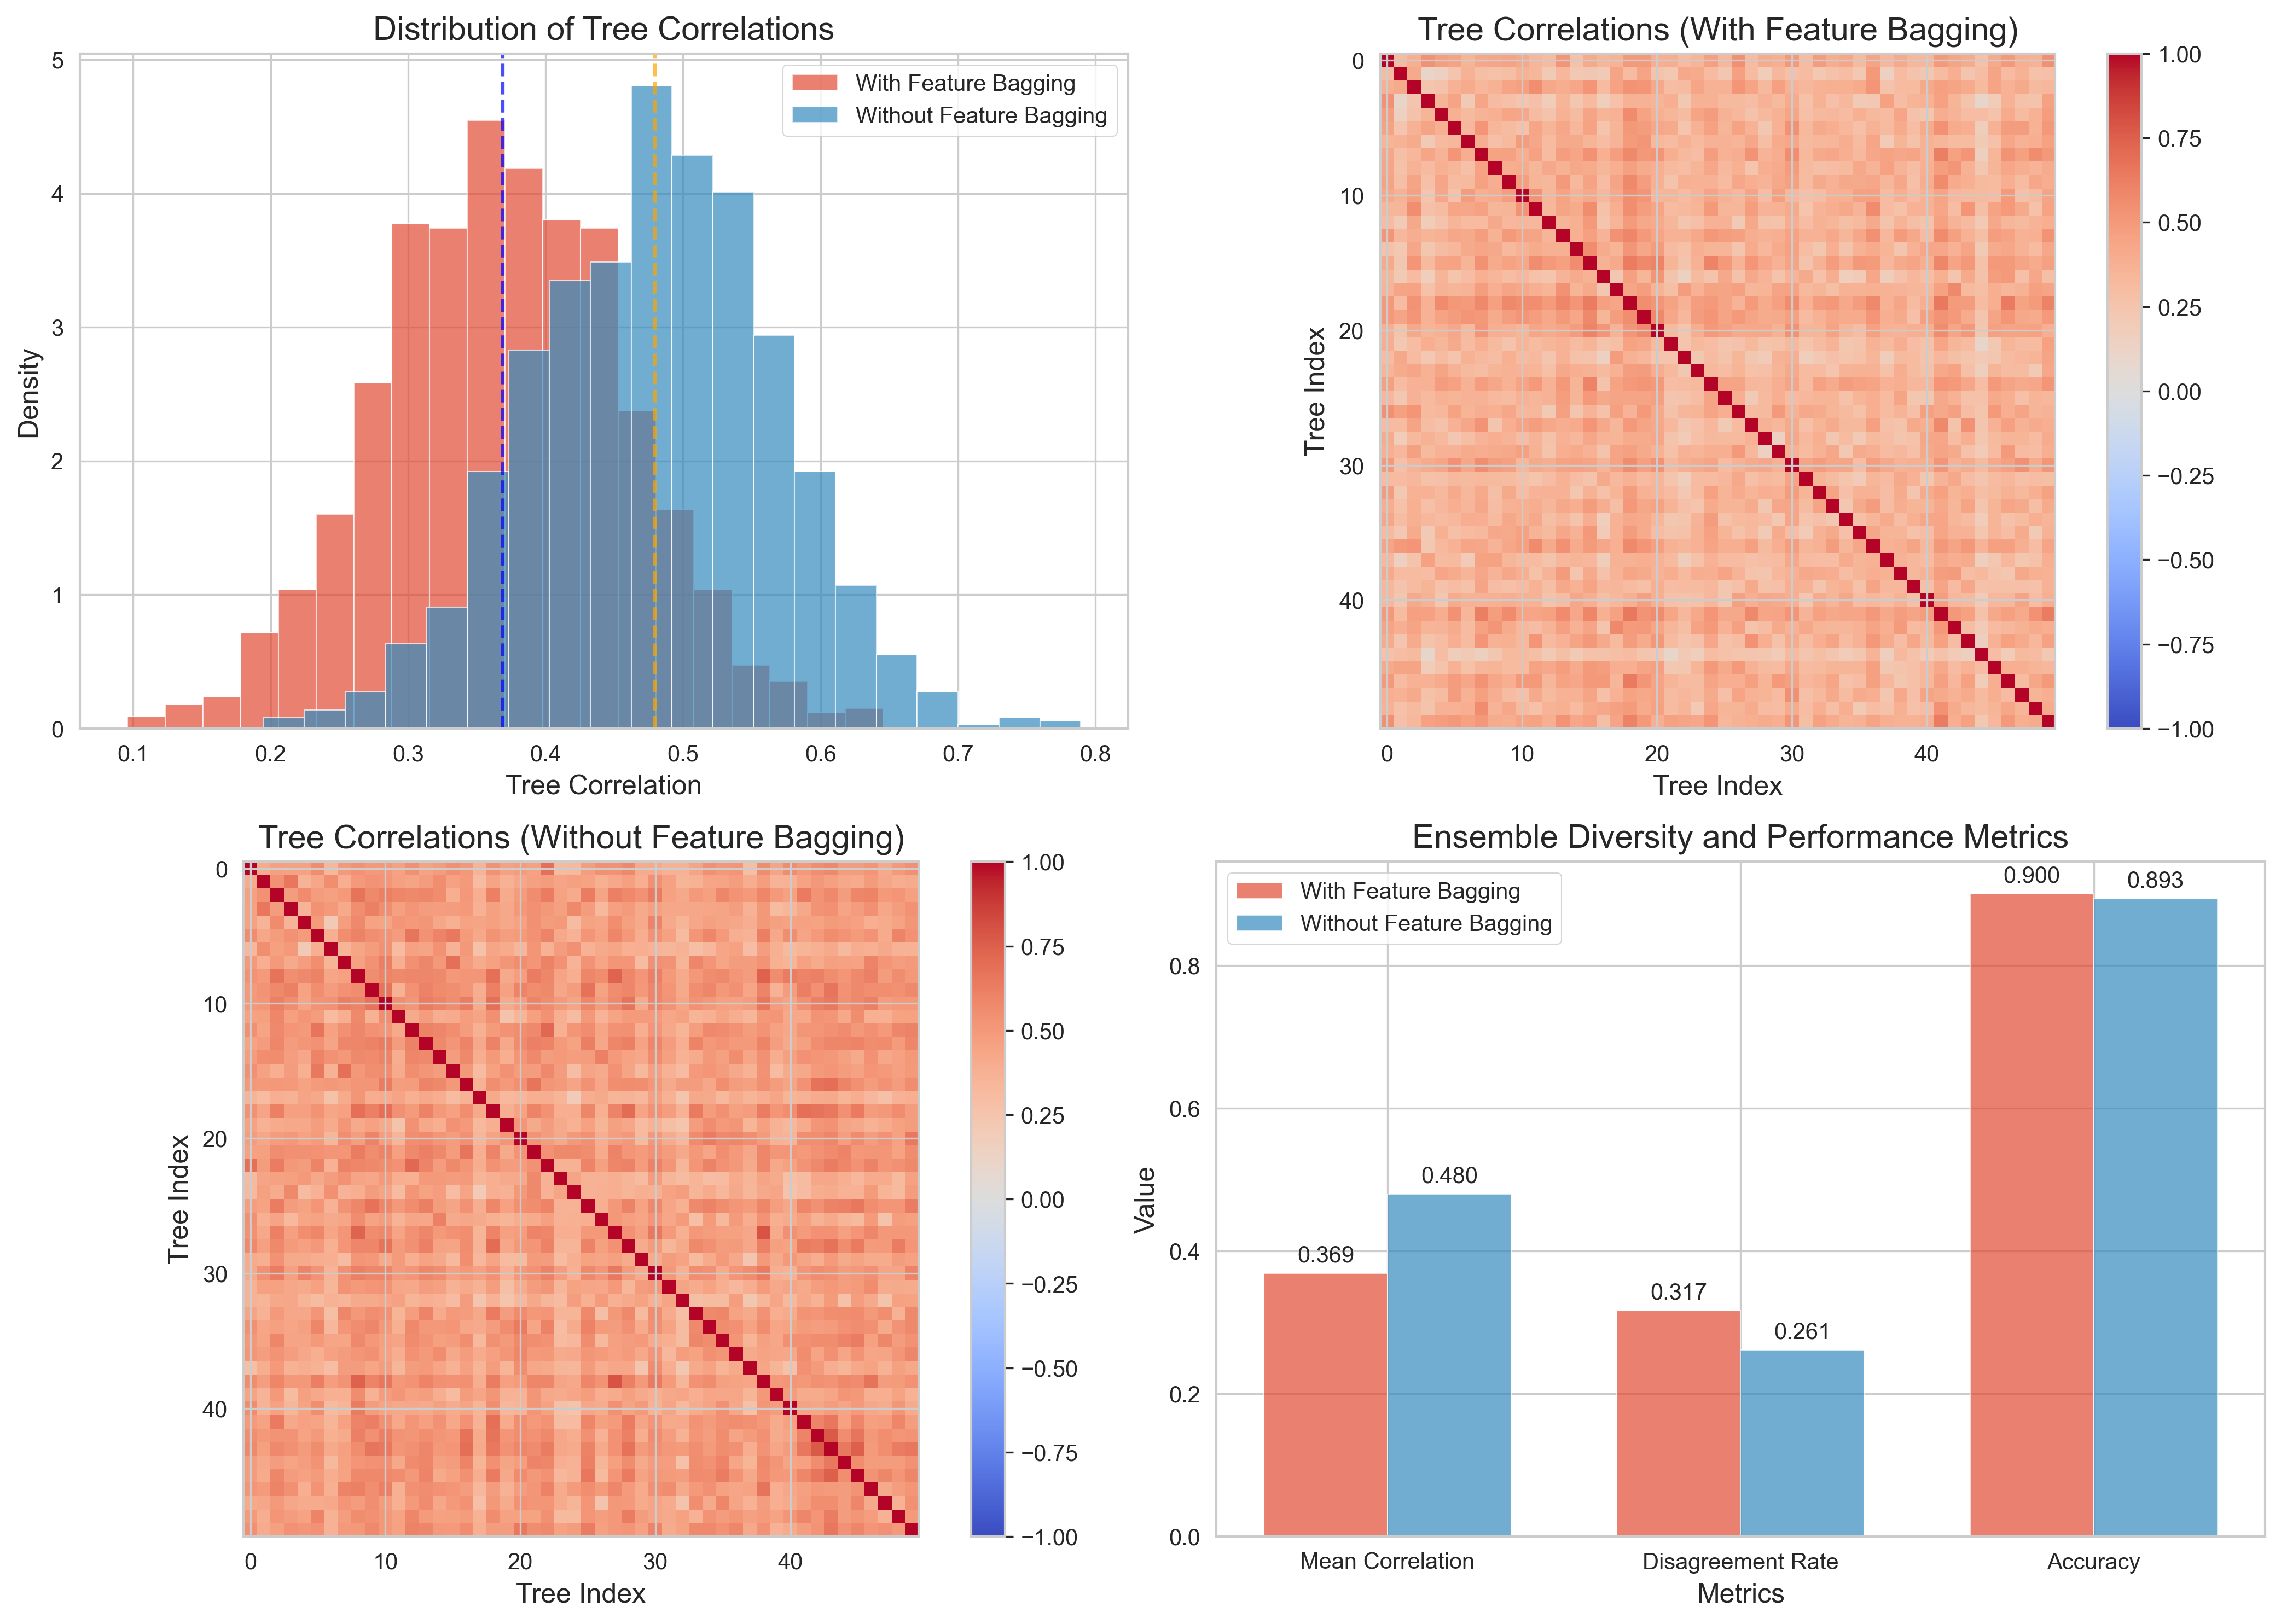 Distribution of Tree Correlations
5
4
3
2
1
0
Density
0.1 0.2 0.3 0.4 0.5 0.6 0.7 0.8
Tree Correlation
With Feature Bagging
Without Feature Bagging
Tree Correlations (With Feature Bagging)
0
10
20
30
40
Tree Index
0 10 20 30 40
Tree Index
1.00
0.75
0.50
0.25
0.00
−0.25
−0.50
−0.75
−1.00
Tree Correlations (Without Feature Bagging)
0
10
20
30
40
Tree Index
0 10 20 30 40
Tree Index
1.00
0.75
0.50
0.25
0.00
−0.25
−0.50
−0.75
−1.00
Ensemble Diversity and Performance Metrics
With Feature Bagging
Without Feature Bagging
0.8
0.6
0.4
0.2
0.0
Value
0.369 0.480 0.317 0.261 0.900 0.893
Mean Correlation Disagreement Rate Accuracy
Metrics